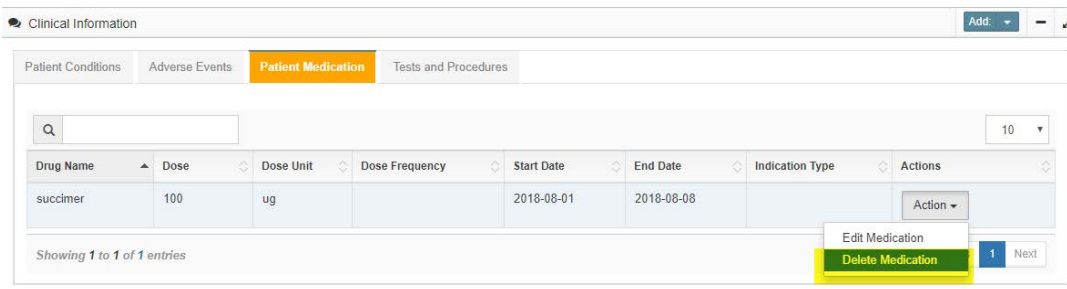 Clinical Information Add:
Patient Conditions Adverse Events Patient Medication Tests and Procedures
10
Drug Name Dose Dose Unit Dose Frequency Start Date End Date Indication Type Actions
succimer 100 ug 2018-08-01 2018-08-08 Action
Edit Medication
Showing 1 to 1 of 1 entries 1 Next
Delete Medication